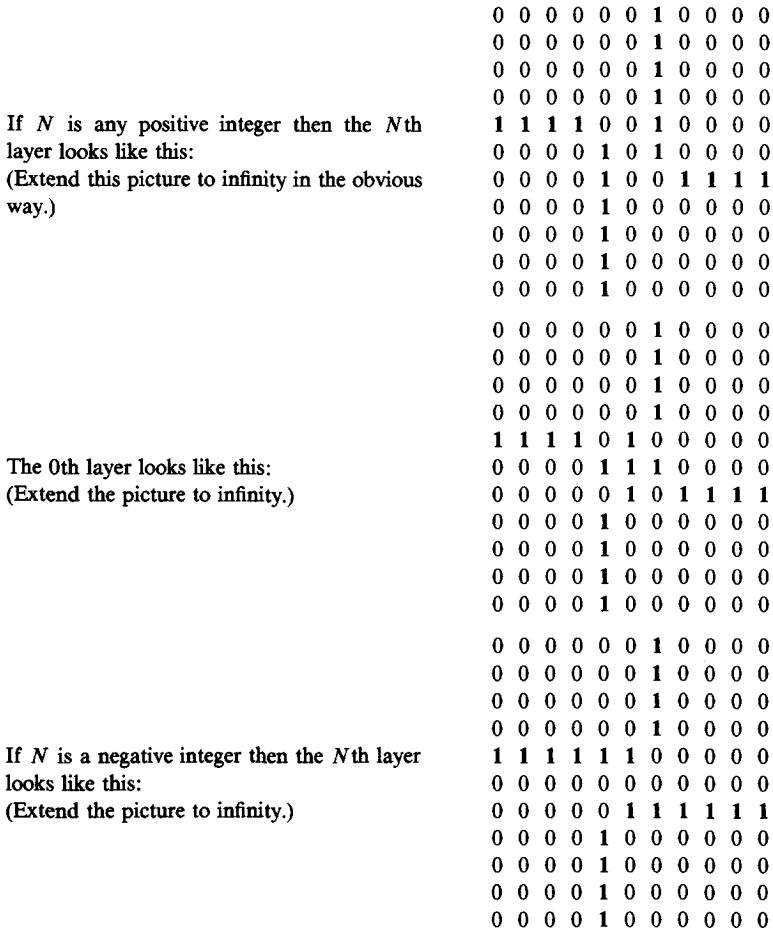 0 0 0 0 0 0 1 0 0 0 0
0 0 0 0 0 0 1 0 0 0 0
0 0 0 0 0 0 1 0 0 0 0
0 0 0 0 0 0 1 0 0 0 0
If N is any positive integer then the Nth 1 1 1 1 0 0 1 0 0 0 0
layer looks like this: 0 0 0 0 1 0 1 0 0 0 0
(Extend this picture to infinity in the obvious 0 0 0 0 1 0 0 1 1 1 1
way.) 0 0 0 0 1 0 0 0 0 0 0
0 0 0 0 1 0 0 0 0 0 0
0 0 0 0 1 0 0 0 0 0 0
0 0 0 0 1 0 0 0 0 0 0
0 0 0 0 0 0 1 0 0 0 0
0 0 0 0 0 0 1 0 0 0 0
0 0 0 0 0 0 1 0 0 0 0
0 0 0 0 0 0 1 0 0 0 0
1 1 1 1 0 1 0 0 0 0 0
The 0th layer looks like this: 0 0 0 0 1 1 1 0 0 0 0
(Extend the picture to infinity.) 0 0 0 0 0 1 0 1 1 1 1
0 0 0 0 1 0 0 0 0 0 0
0 0 0 0 1 0 0 0 0 0 0
0 0 0 0 1 0 0 0 0 0 0
0 0 0 0 1 0 0 0 0 0 0
0 0 0 0 0 0 1 0 0 0 0
0 0 0 0 0 0 1 0 0 0 0
0 0 0 0 0 0 1 0 0 0 0
0 0 0 0 0 0 1 0 0 0 0
If N is a negative integer then the Nth layer 1 1 1 1 1 1 0 0 0 0 0
looks like this: 0 0 0 0 0 0 0 0 0 0 0
(Extend the picture to infinity.) 0 0 0 0 0 1 1 1 1 1 1
0 0 0 0 1 0 0 0 0 0 0
0 0 0 0 1 0 0 0 0 0 0
0 0 0 0 1 0 0 0 0 0 0
0 0 0 0 1 0 0 0 0 0 0